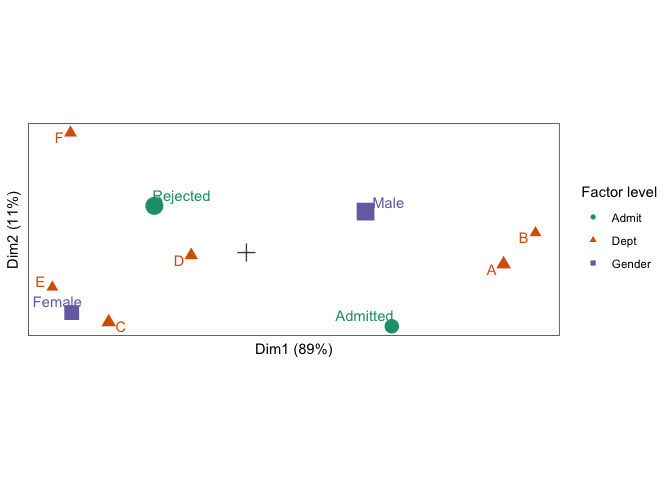 F
Rejected
Male
B
D
A
E
Female
Admitted
C
Dim1 (89%)
Dim2 (11%)
Factor level
Admit
Dept
Gender